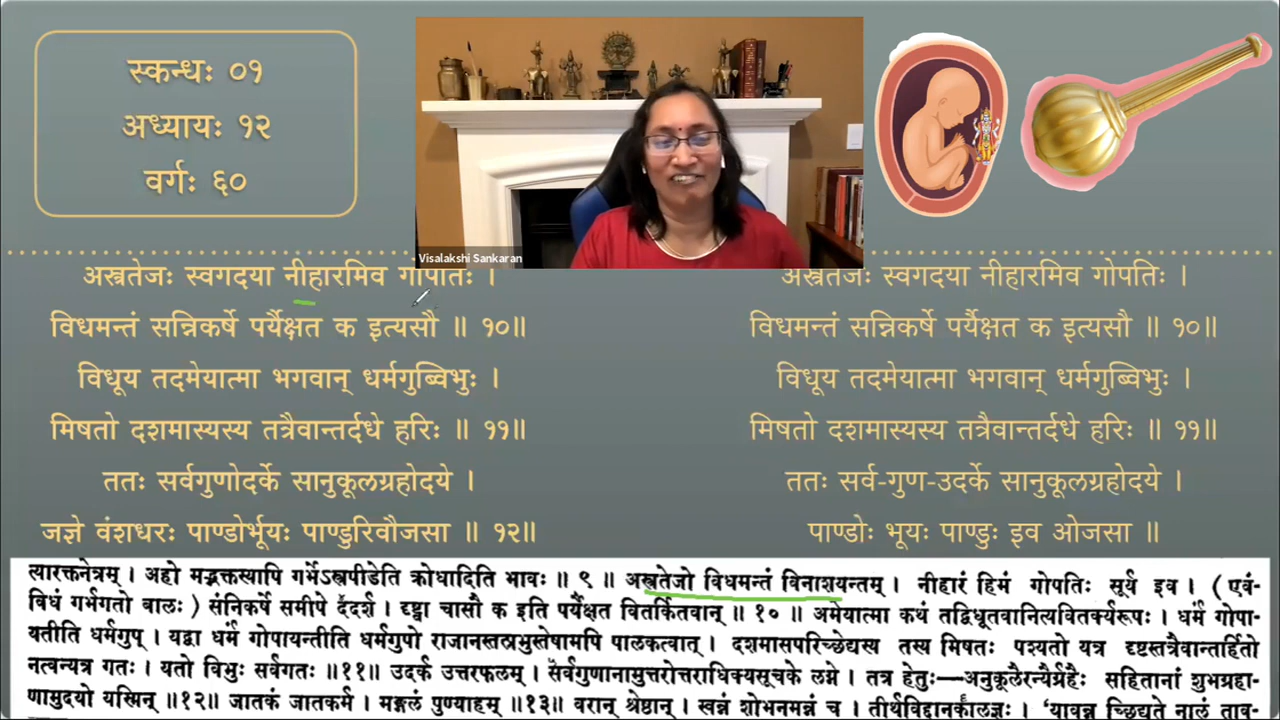 स्कन्धः ०१
अध्यायः १२
वर्गः ६०
Visalakshi Sankaran
अस्त्रतेजः स्वगदया नीहारमिव गोपतिः ।
विधमन्तं सन्निकर्षे पर्यैक्षत क इत्यसौ ॥ १०॥
विधूय तदमेयात्मा भगवान् धर्मगुब्विभुः ।
मिषतो दशमास्यस्य तत्रैवान्तर्दधे हरिः ॥ ११॥
ततः सर्वगुणोदर्के सानुकूलग्रहोदये ।
जज्ञे वंशधरः पाण्डोर्भूयः पाण्डुरिवौजसा ॥ १२॥
अस्त्रतेजः स्वगदया नीहारमिव गोपतिः ।
विधमन्तं सन्निकर्षे पर्यैक्षत क इत्यसौ ॥ १०॥
विधूय तदमेयात्मा भगवान् धर्मगुब्विभुः ।
मिषतो दशमास्यस्य तत्रैवान्तर्दधे हरिः ॥ ११॥
ततः सर्व-गुण-उदर्के सानुकूलग्रहोदये ।
पाण्डोः भूयः पाण्डुः इव ओजसा ॥
त्यारक्तनेत्रम् । अहो मद्भक्तस्यापि गर्भेऽस्त्रपीडेति क्रोधादिति भावः ॥ ९ ॥ अस्त्रतेजो विधमन्तं विनाशयन्तम् । नीहारं हिमं गोपतिः सूर्य इव । (एवं-
विधं गर्भगतो बालः) संनिकर्षे समीपे ददर्श । दृष्ट्वा चासौ क इति पर्यैक्षत वितर्कितवान् ॥ १० ॥ अमेयात्मा कथं तद्विधूतवानित्यवितर्क्यरूपः । धर्मं गोपा-
यतीति धर्मगुप् । यद्वा धर्मं गोपायन्तीति धर्मगुपो राजानस्तत्प्रभुस्तेषामपि पालकत्वात् । दशमासपरिच्छेद्यस्य तस्य मिषतः पश्यतो यत्र दृष्टस्तत्रैवान्तर्हितो
नत्वन्यत्र गतः । यतो विभुः सर्वगतः ॥११॥ उदर्क उत्तरफलम् । सर्वगुणानामुत्तरोत्तराधिक्यसूचके लग्ने । तत्र हेतुः—अनुकूलैरन्यैर्ग्रहैः सहितानां शुभग्रहा-
णामुदयो यस्मिन् ॥१२॥ जातकं जातकर्म । मङ्गलं पुण्याहम् ॥१३॥ वरान् श्रेष्ठान् । स्वन्नं शोभनमन्नं च । तीर्थविद्दानकालज्ञः । 'यावन्न च्छिद्यते नालं ताव-